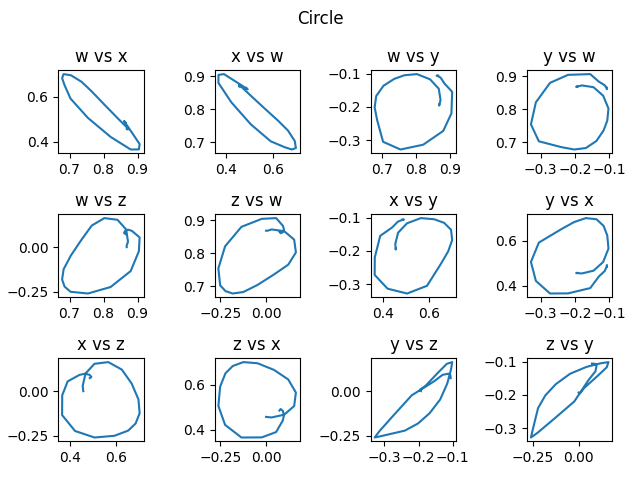 Circle
w vs x
x vs w
w vs y
y vs w
0.6
0.4
0.7 0.8 0.9
0.9
0.8
0.7
0.4 0.6
−0.1
−0.2
−0.3
0.7 0.8 0.9
0.9
0.8
0.7
−0.3 −0.2 −0.1
w vs z
z vs w
x vs y
y vs x
0.00
−0.25
0.7 0.8 0.9
0.9
0.8
0.7
−0.25 0.00
−0.1
−0.2
−0.3
0.4 0.6
0.6
0.4
−0.3 −0.2 −0.1
x vs z
z vs x
y vs z
z vs y
0.00
−0.25
0.4 0.6
0.6
0.4
−0.25 0.00
0.00
−0.25
−0.3 −0.2 −0.1
−0.1
−0.2
−0.3
−0.25 0.00